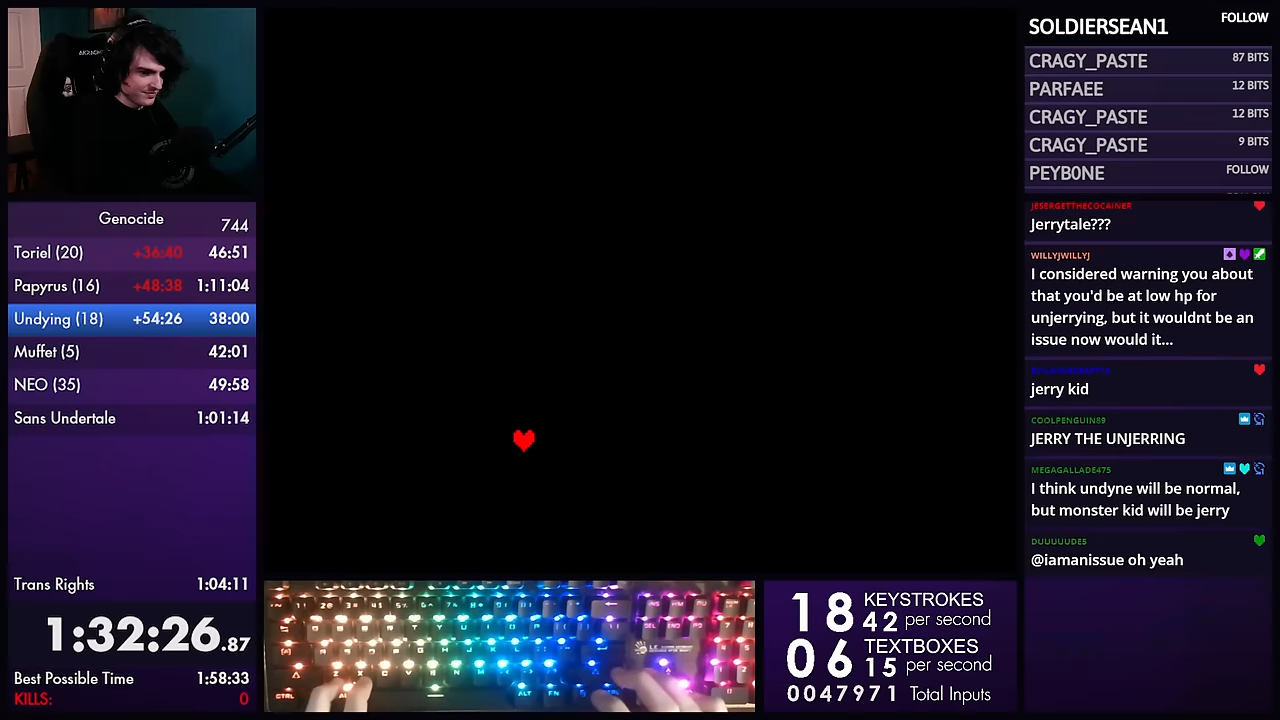 Genocide
744
Toriel (20) +36:40 46:51
Papyrus (16) +48:38 1:11:04
Undying (18) +54:26 38:00
Muffet (5) 42:01
NEO (35) 49:58
Sans Undertale 1:01:14
Trans Rights 1:04:11
1:32:26.87
Best Possible Time 1:58:33
KILLS: 0
18.42 KEYSTROKES per second
06.15 TEXTBOXES per second
0047971 Total Inputs
SOLDIERSEAN1 FOLLOW
CRAGY_PASTE 87 BITS
PARFAEE 12 BITS
CRAGY_PASTE 12 BITS
CRAGY_PASTE 9 BITS
PEYB0NE FOLLOW
JESERGETTHECOCAINER
Jerrytale???
WILLYJWILLYJ
I considered warning you about
that you'd be at low hp for
unjerrying, but it wouldnt be an
issue now would it...
jerry kid
COOLPENGUIN89
JERRY THE UNJERRING
MEGAGALLADE475
I think undyne will be normal,
but monster kid will be jerry
DUUUUUDE5
@iamanissue oh yeah